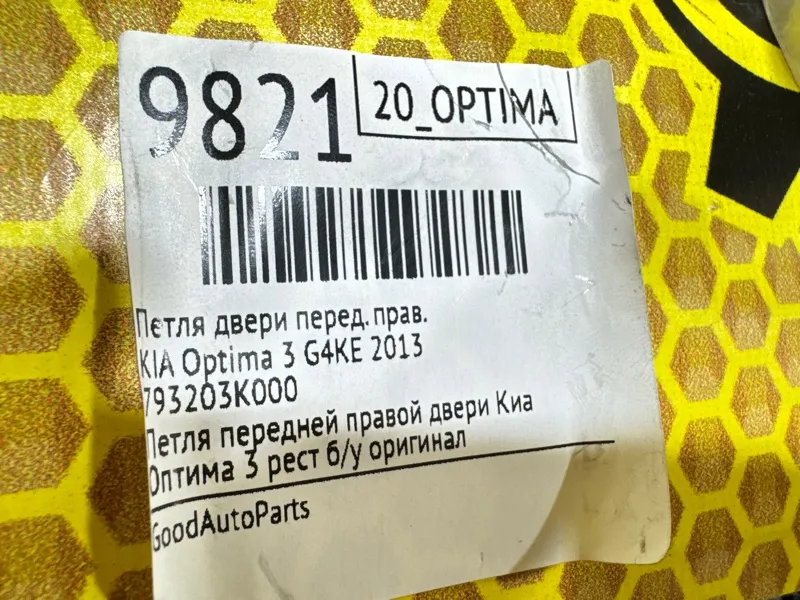 9821
20_OPTIMA
Петля двери перед. прав.
KIA Optima 3 G4KE 2013
793203K000
Петля передней правой двери Киа
Оптима 3 рест б/у оригинал
GoodAutoParts